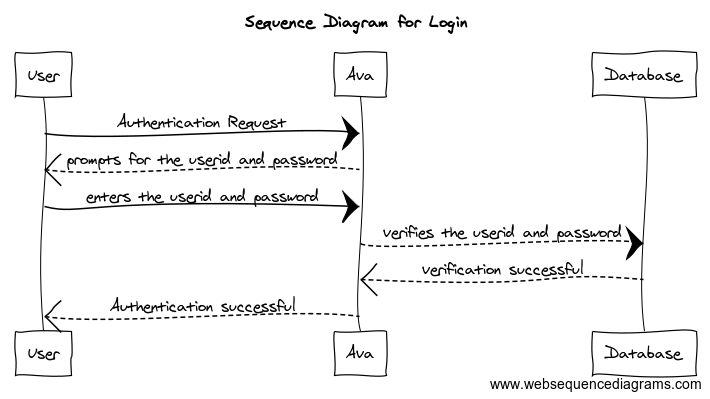 Sequence Diagram for Login
User
Ava
Database
Authentication Request
prompts for the userid and password
enters the userid and password
verifies the userid and password
verification successful
Authentication successful
User
Ava
Database
www.websequencediagrams.com